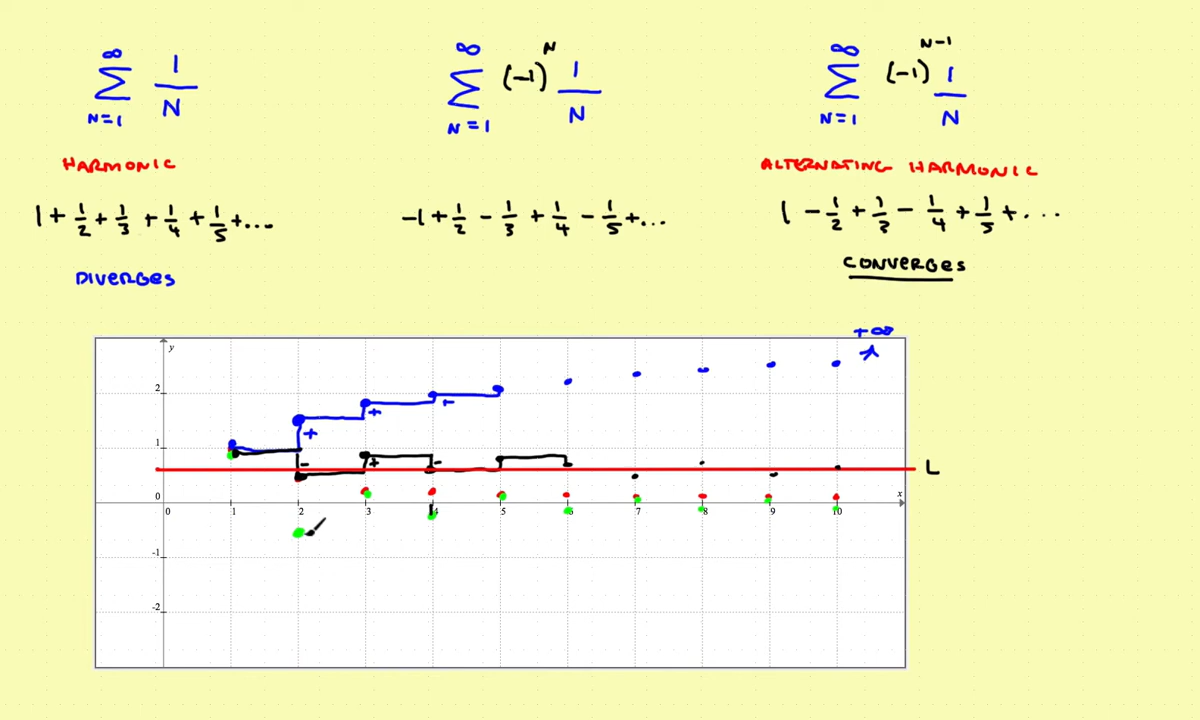 ∞ ∞ N ∞ N-1
Σ 1/N Σ (-1) 1/N Σ (-1) 1/N
N=1 N=1 N=1
HARMONIC ALTERNATING HARMONIC
1 + 1/2 + 1/3 + 1/4 + 1/5 + ... -1 + 1/2 - 1/3 + 1/4 - 1/5 + ... 1 - 1/2 + 1/3 - 1/4 + 1/5 + ...
DIVERGES CONVERGES
+∞
y
2
+ +
1
+
- + -
L
0 x
0 1 2 3 4 5 6 7 8 9 10
-1
-2